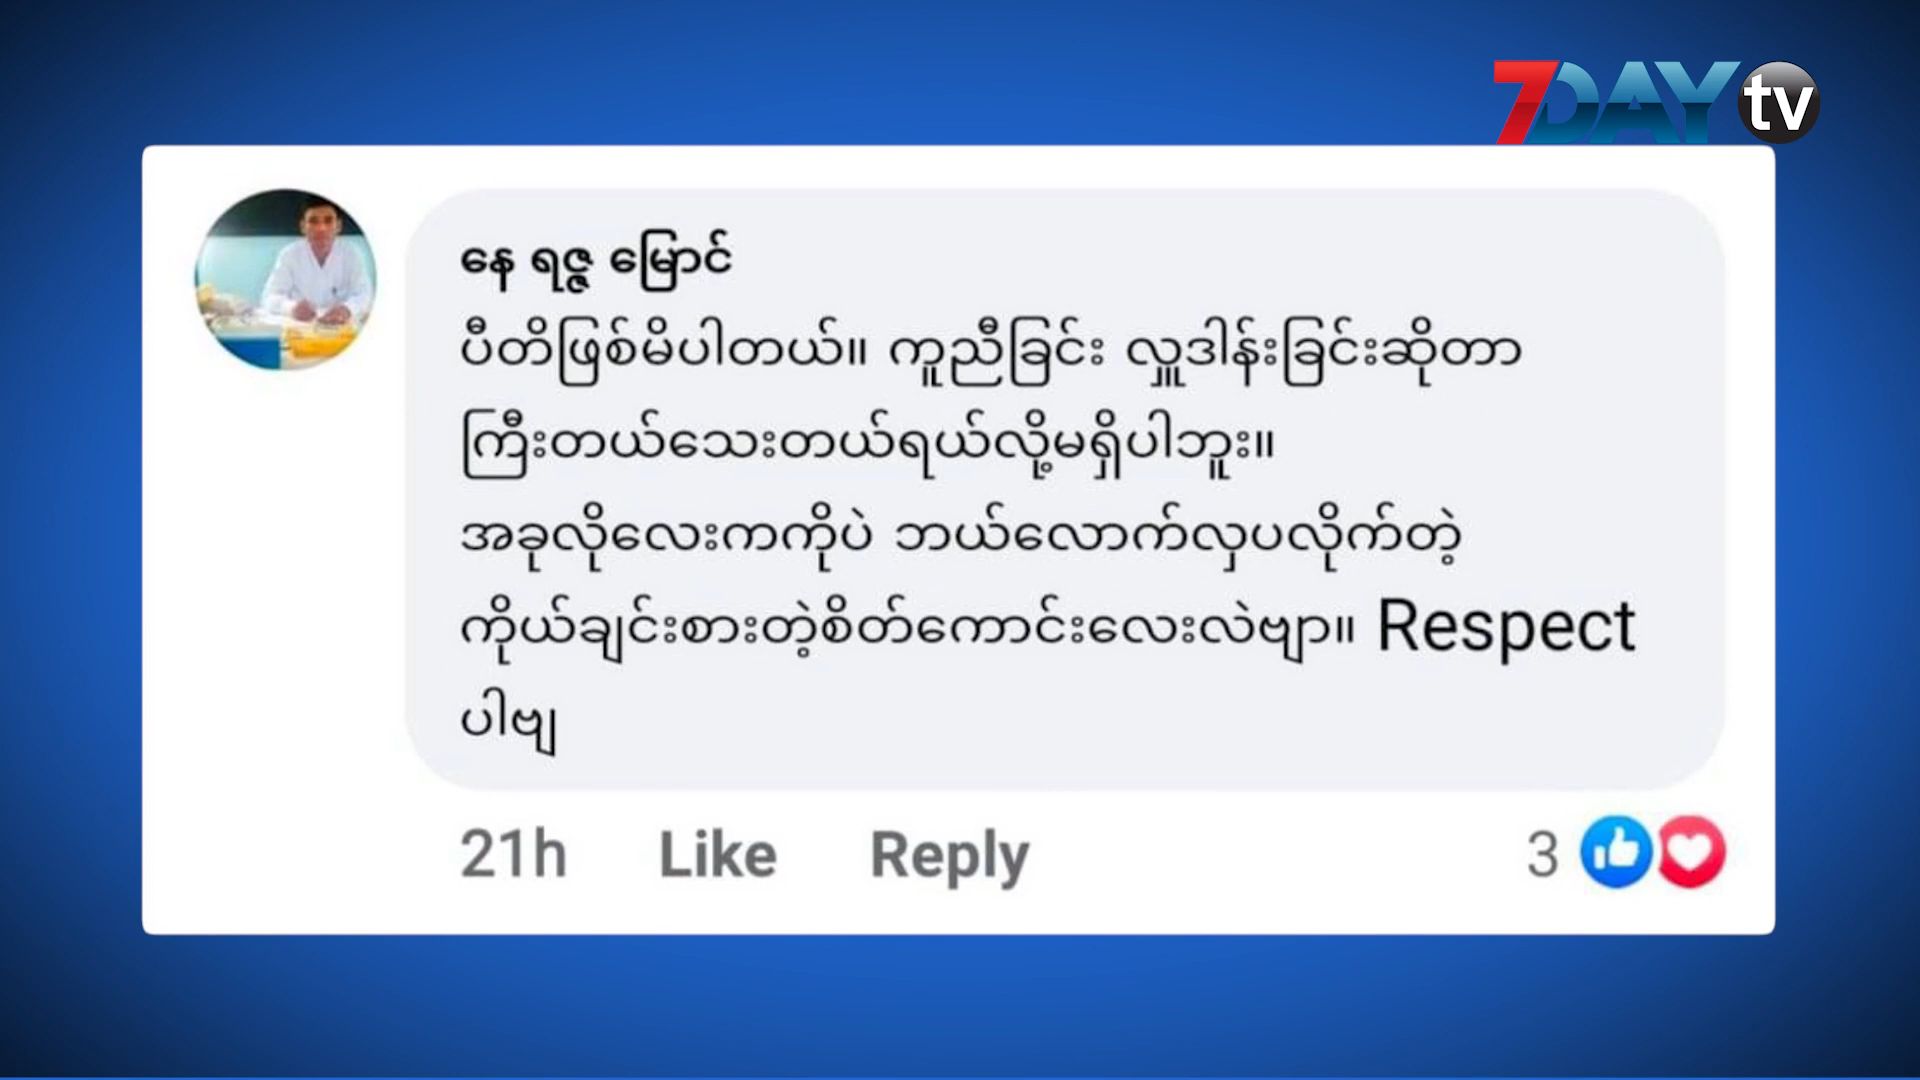 7DAY tv
နေ ရဇ္ဇ မြောင်
ပီတိဖြစ်မိပါတယ်။ ကူညီခြင်း လှူဒါန်းခြင်းဆိုတာ
ကြီးတယ်သေးတယ်ရယ်လို့မရှိပါဘူး။
အခုလိုလေးကကိုပဲ ဘယ်လောက်လှပလိုက်တဲ့
ကိုယ်ချင်းစားတဲ့စိတ်ကောင်းလေးလဲဗျာ။ Respect
ပါဗျ
21h Like Reply 3